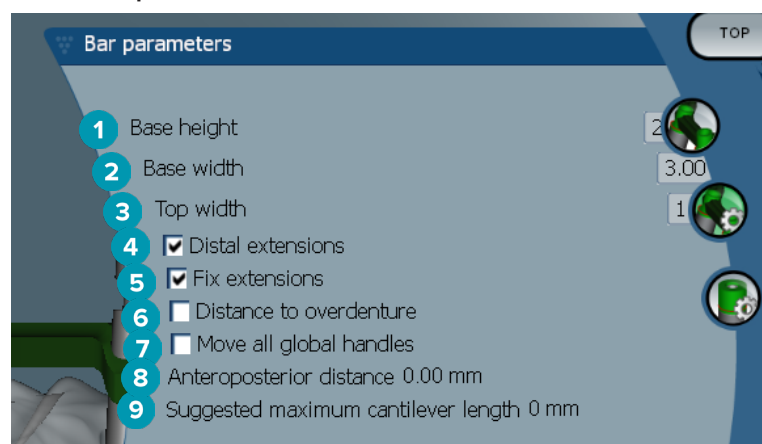 Bar parameters
TOP
1 Base height 2
2 Base width 3.00
3 Top width 1
4 Distal extensions
5 Fix extensions
6 Distance to overdenture
7 Move all global handles
8 Anteroposterior distance 0.00 mm
9 Suggested maximum cantilever length 0 mm